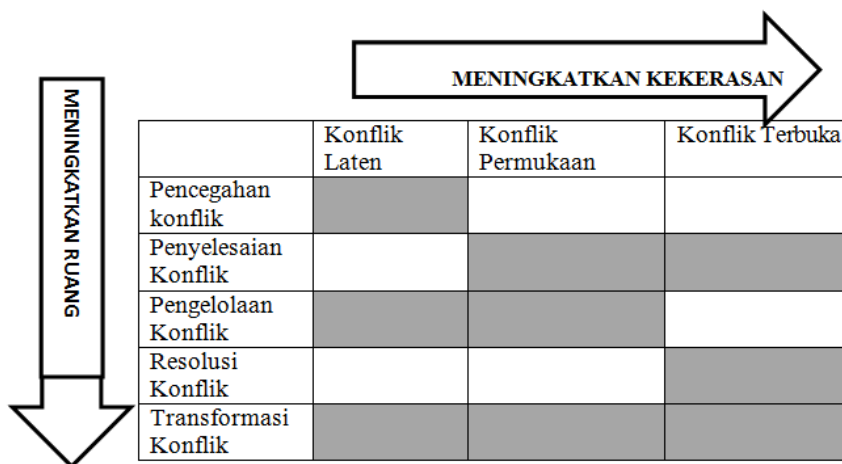 MENINGKATKAN KEKERASAN
MENINGKATKAN RUANG
Konflik
Laten
Konflik
Permukaan
Konflik Terbuka
Pencegahan
konflik
Penyelesaian
Konflik
Pengelolaan
Konflik
Resolusi
Konflik
Transformasi
Konflik